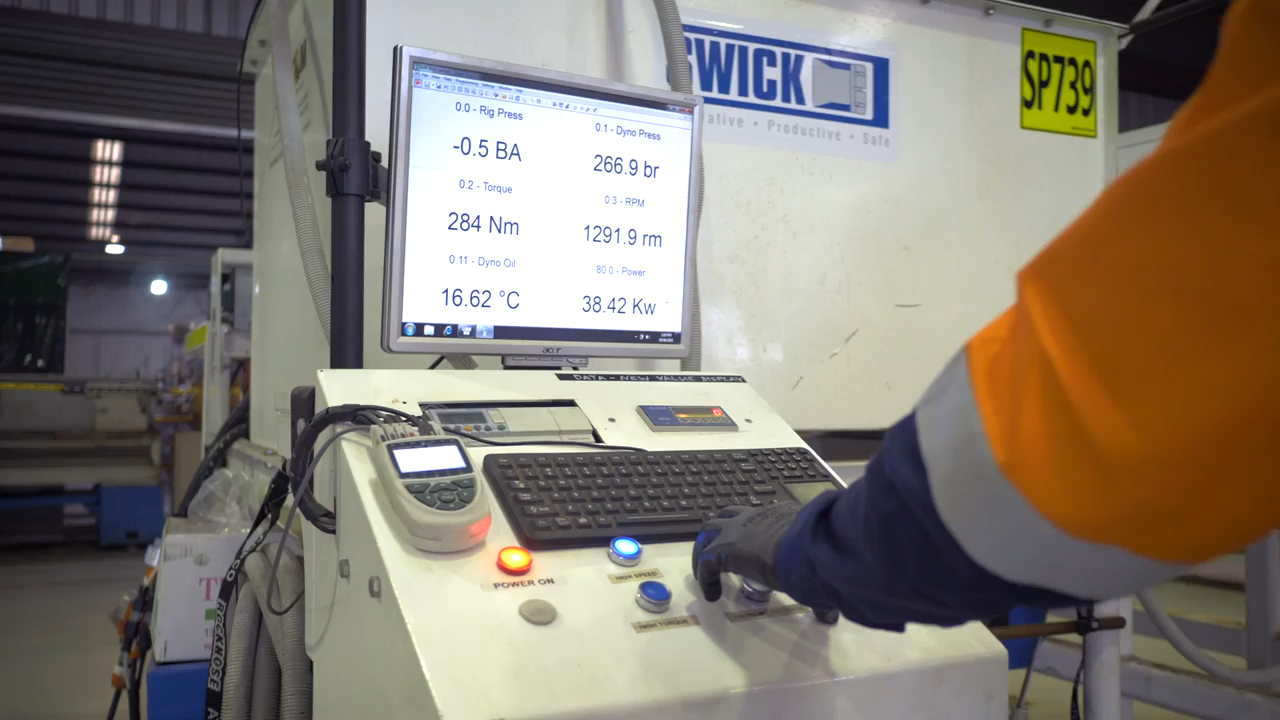 SWICK
ative • Productive • Safe
SP739
0.0 - Rig Press
-0.5 BA
0.1 - Dyno Press
266.9 br
0.2 - Torque
284 Nm
0.3 - RPM
1291.9 rm
0.11 - Dyno Oil
16.62 °C
80.0 - Power
38.42 Kw
acer
DATA - NEW VALUE DISPLAY
POWER ON
HIGH SPEED
HIGH TORQUE
ROCKNOSE